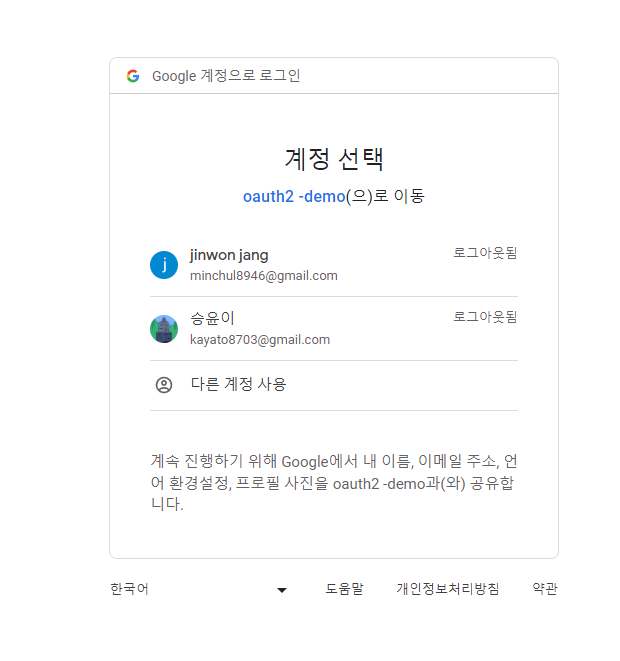 Google 계정으로 로그인
계정 선택
oauth2 -demo(으)로 이동
j
jinwon jang
로그아웃됨
minchul8946@gmail.com
승윤이
로그아웃됨
kayato8703@gmail.com
다른 계정 사용
계속 진행하기 위해 Google에서 내 이름, 이메일 주소, 언
어 환경설정, 프로필 사진을 oauth2 -demo과(와) 공유합
니다.
한국어
도움말
개인정보처리방침
약관